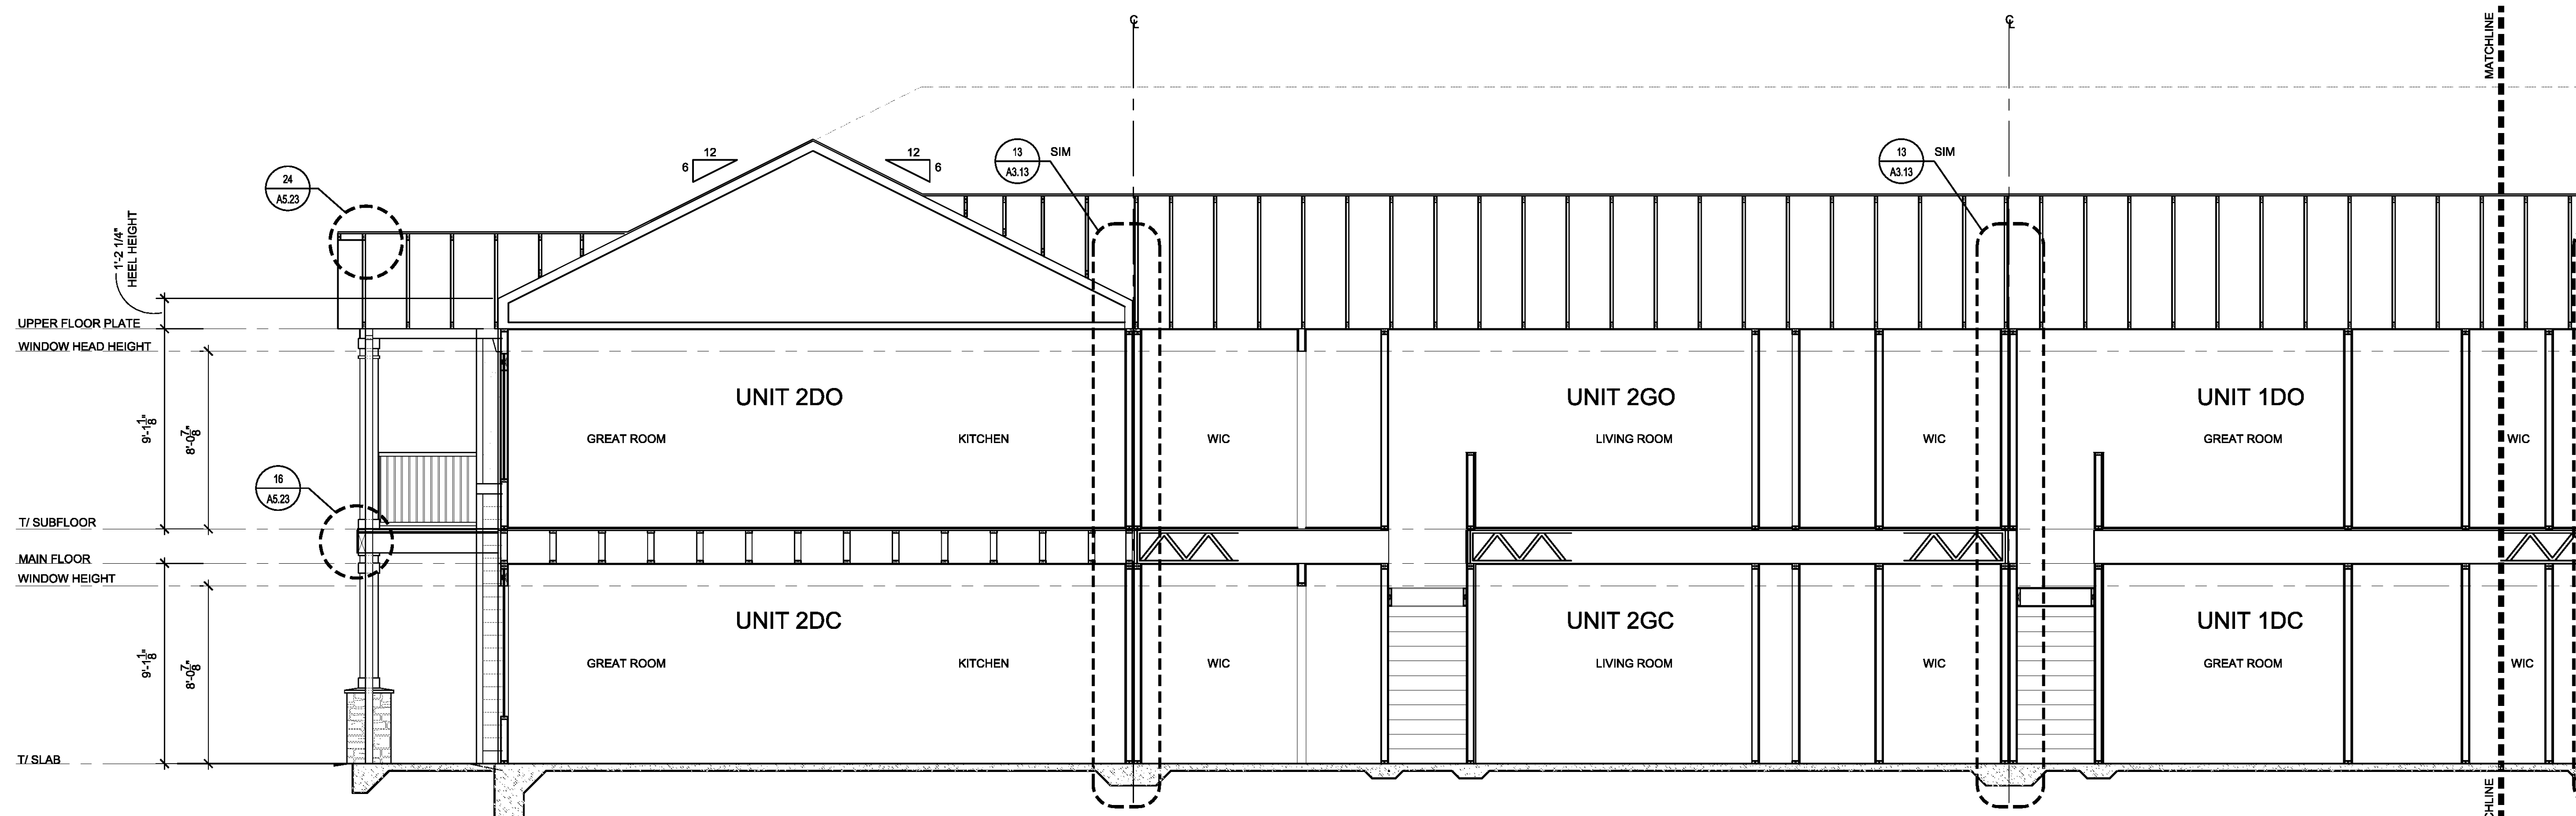 ℄
℄
MATCHLINE
12
6
12
6
13
A3.13
SIM
13
A3.13
SIM
24
A5.23
1'-2 1/4"
HEEL HEIGHT
UPPER FLOOR PLATE
WINDOW HEAD HEIGHT
9'-1 1/8"
8'-0 7/8"
UNIT 2DO
UNIT 2GO
UNIT 1DO
GREAT ROOM
KITCHEN
WIC
LIVING ROOM
WIC
GREAT ROOM
WIC
16
A5.23
T/ SUBFLOOR
MAIN FLOOR
WINDOW HEIGHT
9'-1 1/8"
8'-0 7/8"
UNIT 2DC
UNIT 2GC
UNIT 1DC
GREAT ROOM
KITCHEN
WIC
LIVING ROOM
WIC
GREAT ROOM
WIC
T/ SLAB
CHLINE